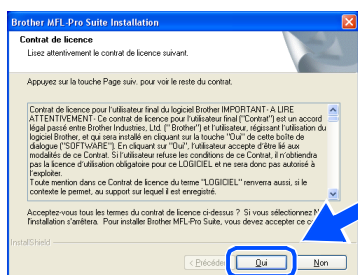 Brother MFL-Pro Suite Installation
Contrat de licence
Lisez attentivement le contrat de licence suivant.
Appuyez sur la touche Page suiv. pour voir le reste du contrat.
Contrat de licence pour l'utilisateur final du logiciel Brother IMPORTANT- A LIRE
ATTENTIVEMENT- Ce contrat de licence pour l'utilisateur final ("Contrat") est un accord
légal passé entre Brother Industries, Ltd. ("Brother") et l'utilisateur, régissant l'utilisation du
logiciel Brother, et qui sera installé en cliquant sur la touche "Oui" de cette boîte de
dialogue ("SOFTWARE"). En cliquant sur "Oui", l'utilisateur accepte d'être lié aux
modalités de ce Contrat. Si l'utilisateur refuse les conditions de ce Contrat, il n'obtiendra
pas la licence d'utilisation obligatoire pour ce LOGICIEL et ne sera donc pas autorisé à
l'exploiter.
Toute mention dans ce Contrat de licence du terme "LOGICIEL" renverra aussi, si le
contexte le permet, au support sur lequel il est enregistré.
Acceptez-vous tous les termes du contrat de licence ci-dessus ? Si vous sélectionnez
l'installation s'arrêtera. Pour installer Brother MFL-Pro Suite, vous devez accepter ce
InstallShield
< Précéden
Oui
Non